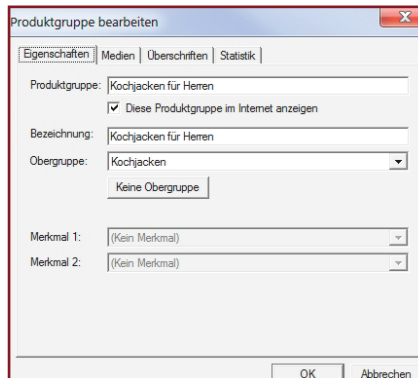 Produktgruppe bearbeiten
Eigenschaften Medien Überschriften Statistik
Produktgruppe: Kochjacken für Herren
Diese Produktgruppe im Internet anzeigen
Bezeichnung: Kochjacken für Herren
Obergruppe: Kochjacken
Keine Obergruppe
Merkmal 1: (Kein Merkmal)
Merkmal 2: (Kein Merkmal)
OK Abbrechen